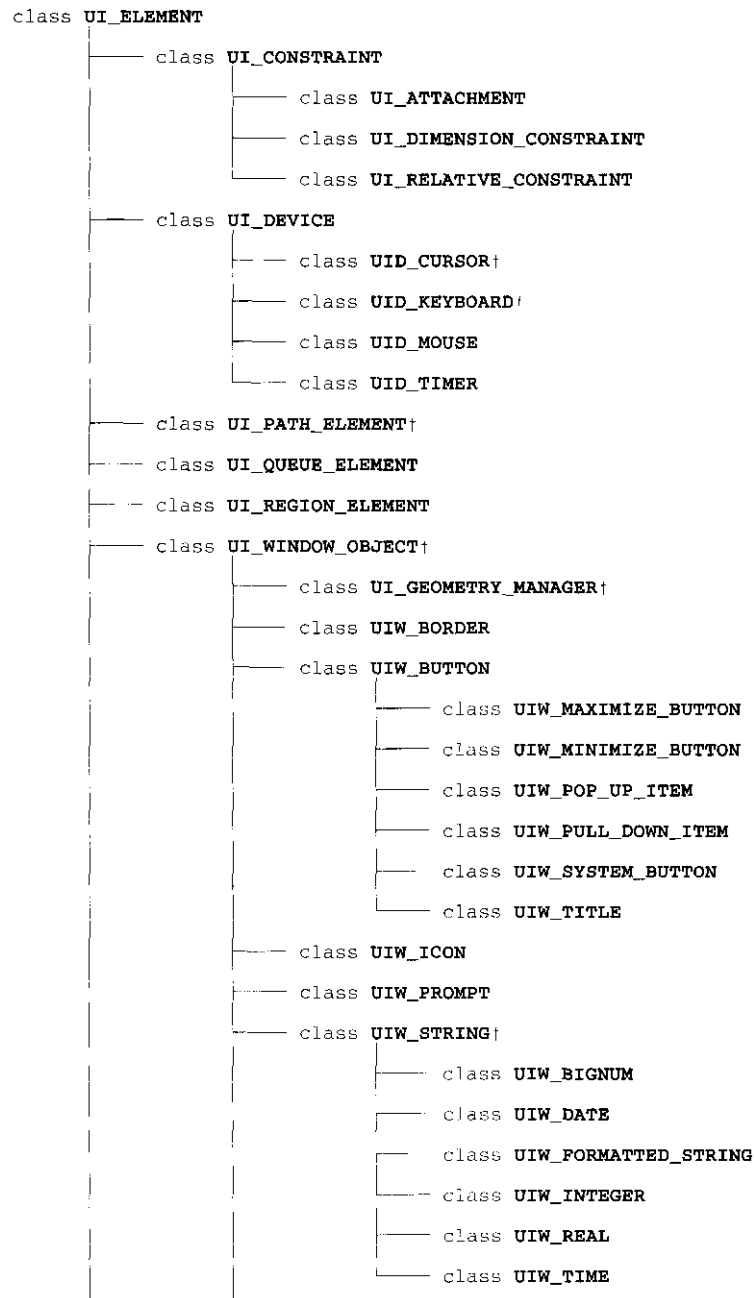 class UI_ELEMENT
class UI_CONSTRAINT
class UI_ATTACHMENT
class UI_DIMENSION_CONSTRAINT
class UI_RELATIVE_CONSTRAINT
class UI_DEVICE
class UID_CURSOR†
class UID_KEYBOARD†
class UID_MOUSE
class UID_TIMER
class UI_PATH_ELEMENT†
class UI_QUEUE_ELEMENT
class UI_REGION_ELEMENT
class UI_WINDOW_OBJECT†
class UI_GEOMETRY_MANAGER†
class UIW_BORDER
class UIW_BUTTON
class UIW_MAXIMIZE_BUTTON
class UIW_MINIMIZE_BUTTON
class UIW_POP_UP_ITEM
class UIW_PULL_DOWN_ITEM
class UIW_SYSTEM_BUTTON
class UIW_TITLE
class UIW_ICON
class UIW_PROMPT
class UIW_STRING†
class UIW_BIGNUM
class UIW_DATE
class UIW_FORMATTED_STRING
class UIW_INTEGER
class UIW_REAL
class UIW_TIME